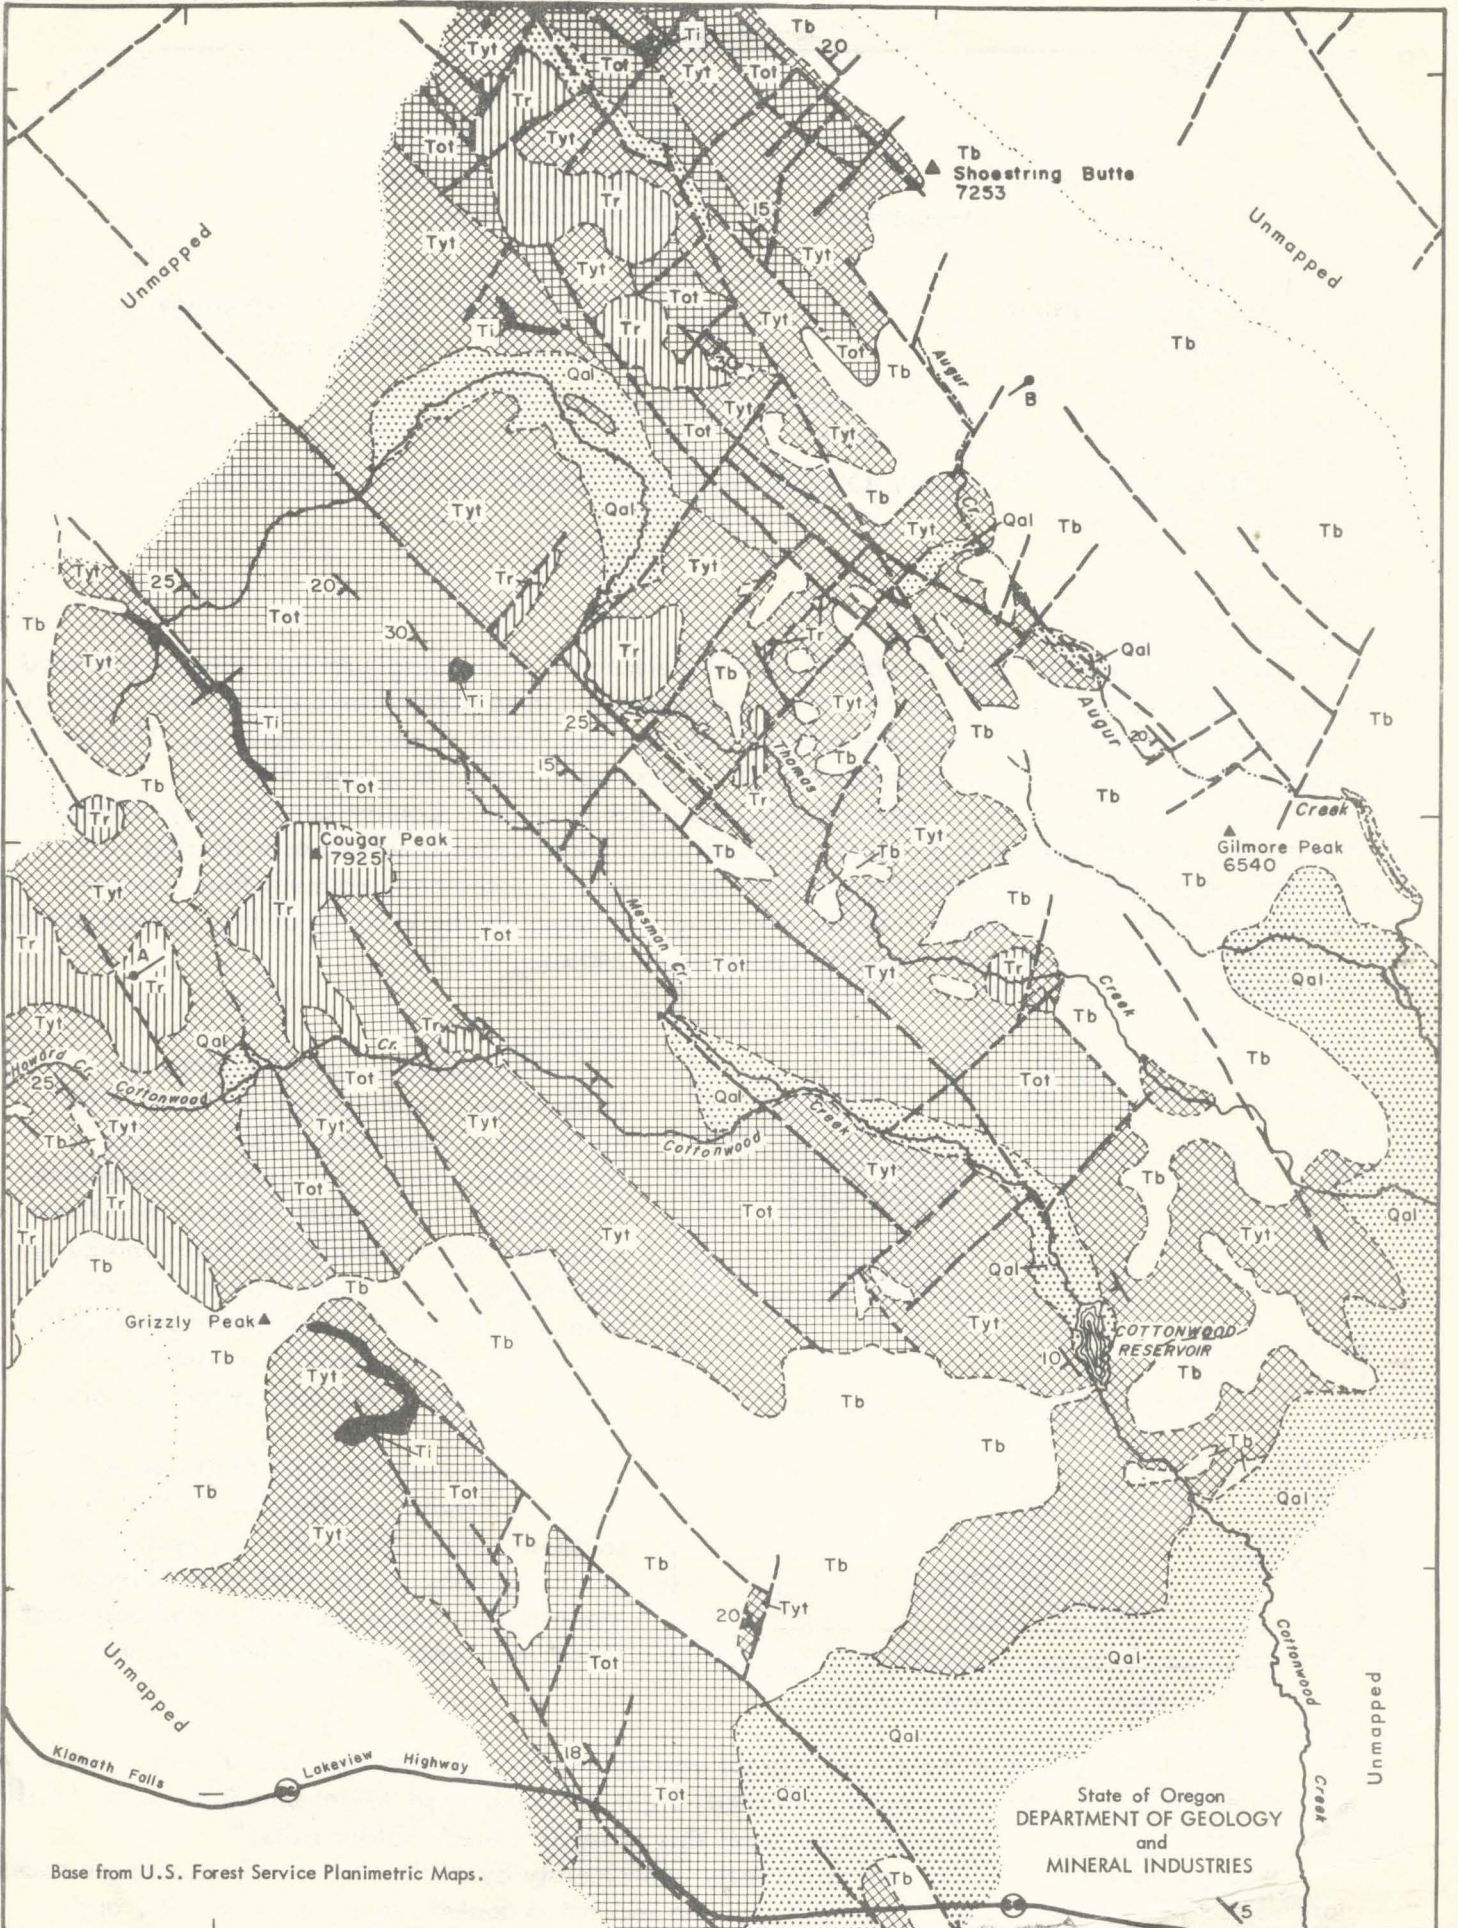 Tyt
Tot
Ti
Tyt
Tot
Tb
20
Tr
Tot
Tyt
Tb
Shoestring Butte
7253
Tr
15
Unmapped
Tyt
Tyt
Tyt
Unmapped
Tot
Ti
Tr
Tyt
30
Tot
Tb
Augur
Tb
Qal
B
Tyt
Tot
Tyt
Tb
Tyt
Qal
Tyt
Cr.
Qal
Tb
Tb
Tyt
25
20
Tr
Tyt
Tb
Tot
30
Tr
Tr
Qal
Tyt
Ti
Tb
Tyt
Augur
Ti
25
Cr.
Tb
20
Tb
15
Thomas
Tb
Tb
Tot
Tr
Tb
Creek
Tr
Cougar Peak
7925
Tb
Tb
Tyt
Gilmore Peak
6540
Tyt
Tr
Tb
Tb
Tr
Tot
Mesman Cr.
A
Tr
Tot
Tyt
Tr
Creek
Qal
Tyt
Qal
Tr
Cr.
Tb
Tb
Howard Cr.
25
Cottonwood
Tot
Qal
Tot
Tb
Tyt
Tyt
Tyt
Creek
Cottonwood
Tyt
Tb
Tr
Tot
Tot
Qal
Tr
Tyt
Tyt
Tb
Tb
Qal
Grizzly Peak
Tb
Tb
Tyt
COTTONWOOD
RESERVOIR
10
Tb
Tyt
Tb
Ti
Tb
Tb
Tb
Tot
Qal
Tyt
Tb
Tb
Tb
20
Tyt
Unmapped
Tot
Qal
Cottonwood
Unmapped
Qal
18
Klamath Falls
Lakeview
Highway
Tot
Qal
State of Oregon
DEPARTMENT OF GEOLOGY
and
MINERAL INDUSTRIES
Creek
Base from U.S. Forest Service Planimetric Maps.
Tb
5